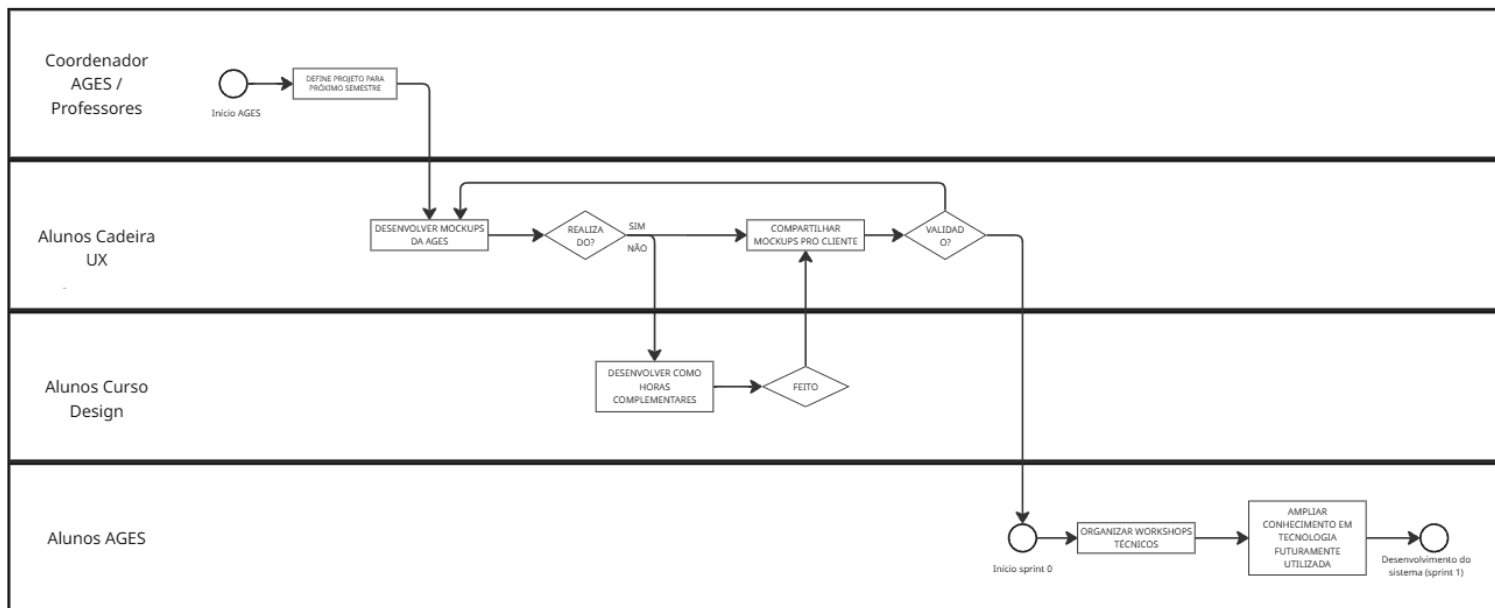 Coordenador
AGES /
Professores
Início AGES
DEFINE PROJETO PARA
PRÓXIMO SEMESTRE
Alunos Cadeira
UX
DESENVOLVER MOCKUPS
DA AGES
REALIZA
DO?
SIM
NÃO
COMPARTILHAR
MOCKUPS PRO CLIENTE
VALIDAD
O?
Alunos Curso
Design
DESENVOLVER COMO
HORAS
COMPLEMENTARES
FEITO
Alunos AGES
Início sprint 0
ORGANIZAR WORKSHOPS
TÉCNICOS
AMPLIAR
CONHECIMENTO EM
TECNOLOGIA
FUTURAMENTE
UTILIZADA
Desenvolvimento do
sistema (sprint 1)